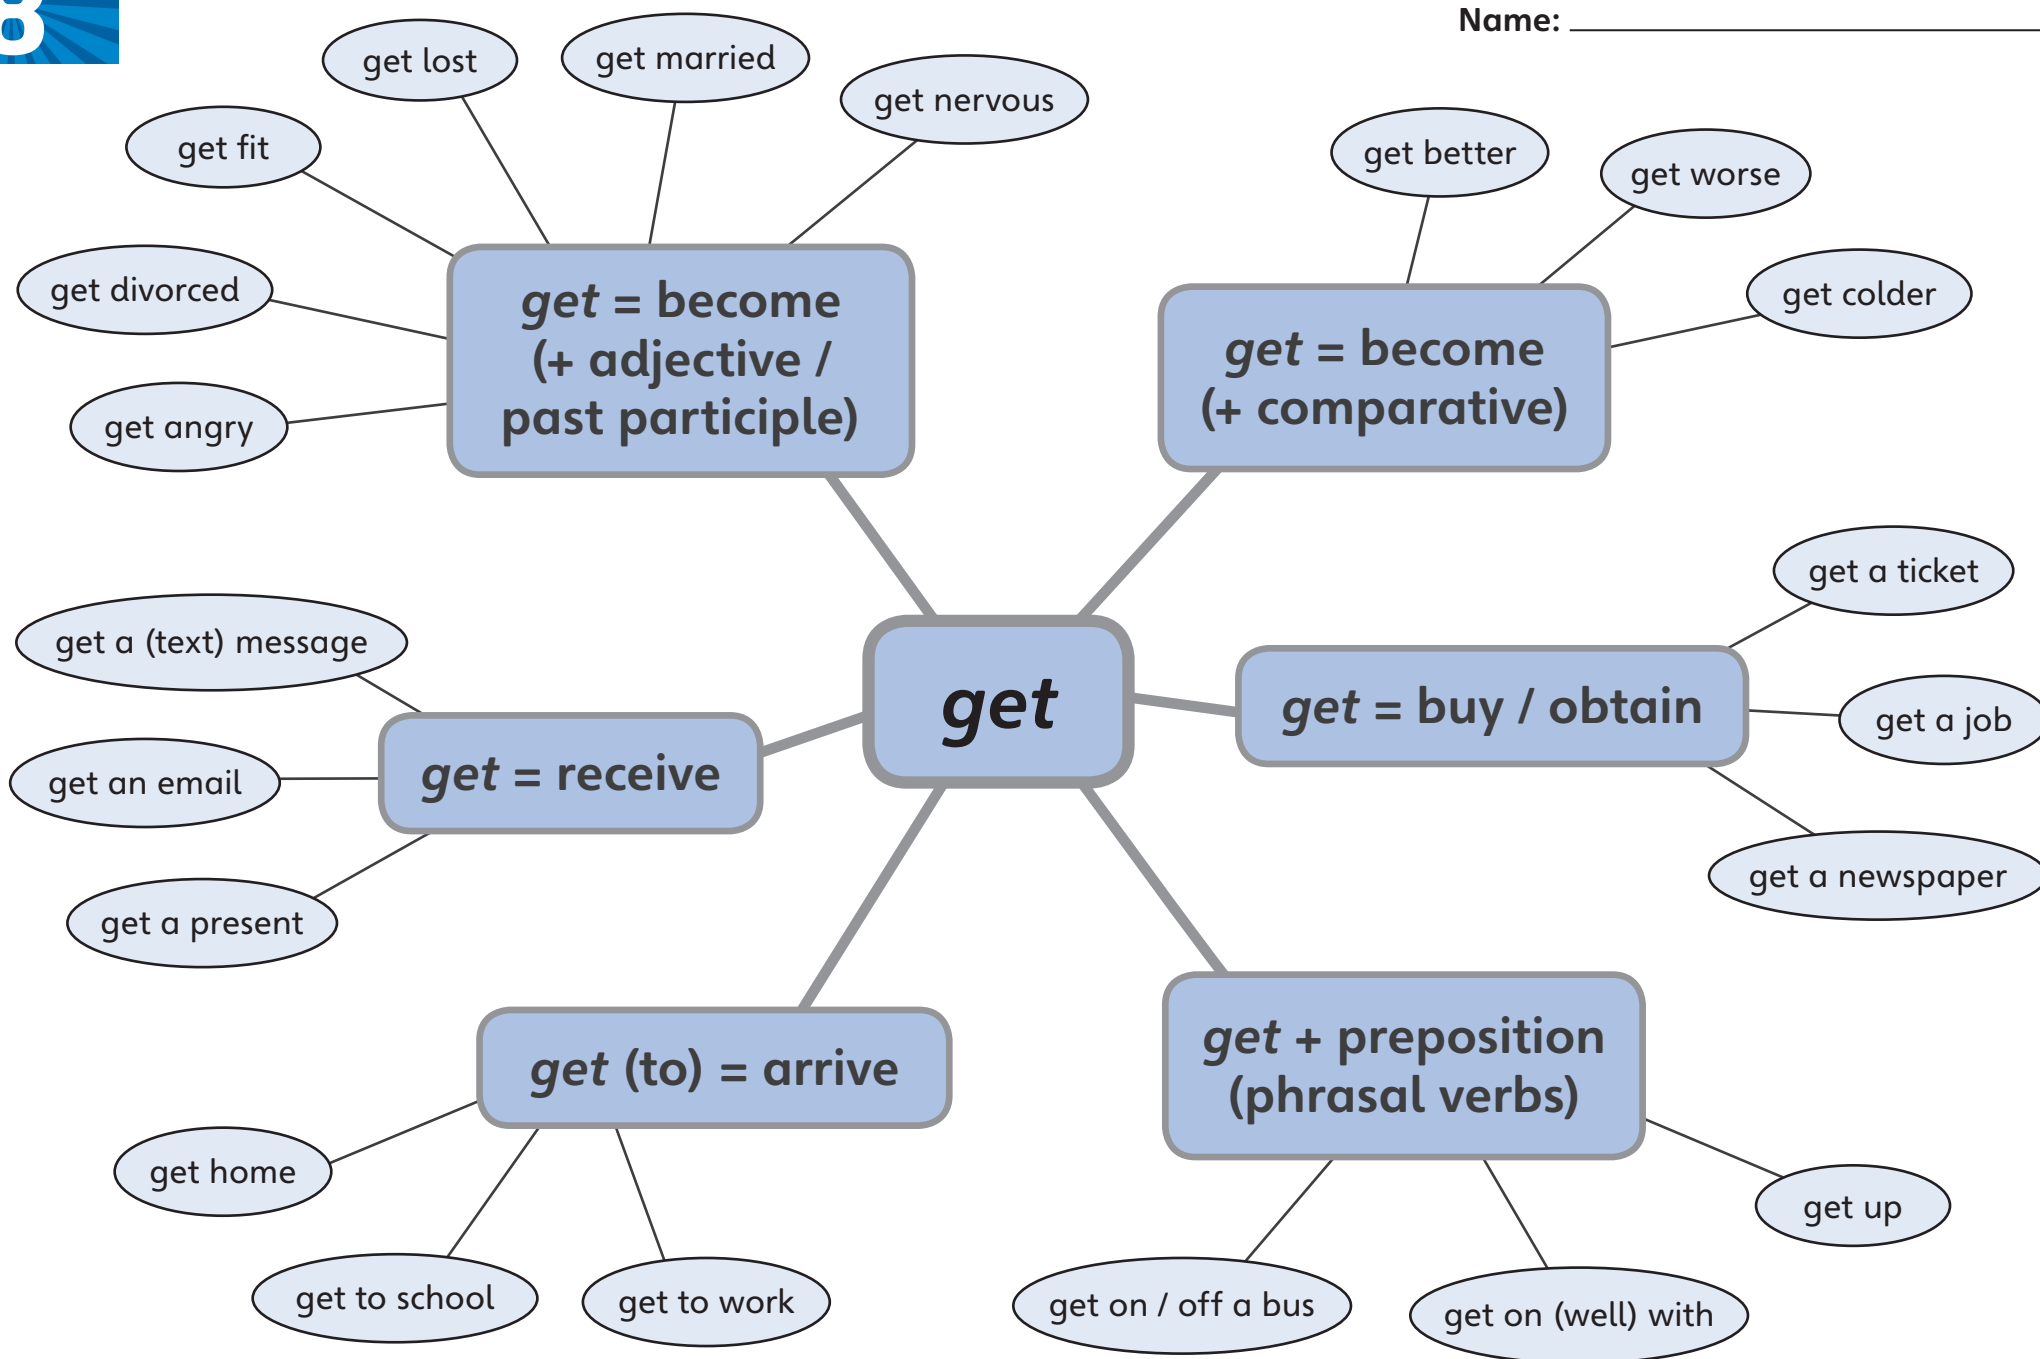 8
Name:
get lost
get married
get nervous
get fit
get divorced
get angry
get = become
(+ adjective /
past participle)
get better
get worse
get colder
get = become
(+ comparative)
get
get a ticket
get a job
get a newspaper
get = buy / obtain
get a (text) message
get an email
get a present
get = receive
get (to) = arrive
get home
get to school
get to work
get + preposition
(phrasal verbs)
get up
get on / off a bus
get on (well) with